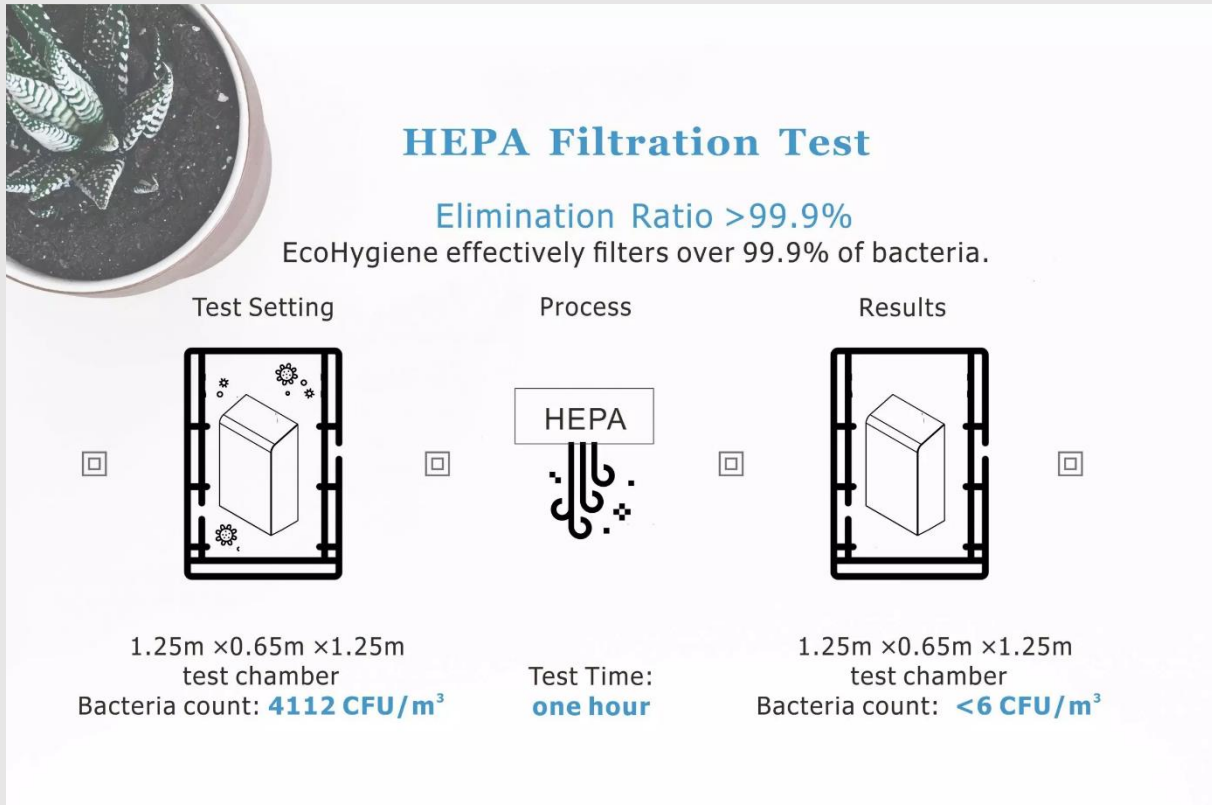 HEPA Filtration Test
Elimination Ratio >99.9%
EcoHygiene effectively filters over 99.9% of bacteria.
Test Setting
Process
Results
HEPA
1.25m ×0.65m ×1.25m
test chamber
Bacteria count: 4112 CFU/m³
Test Time:
one hour
1.25m ×0.65m ×1.25m
test chamber
Bacteria count: <6 CFU/m³